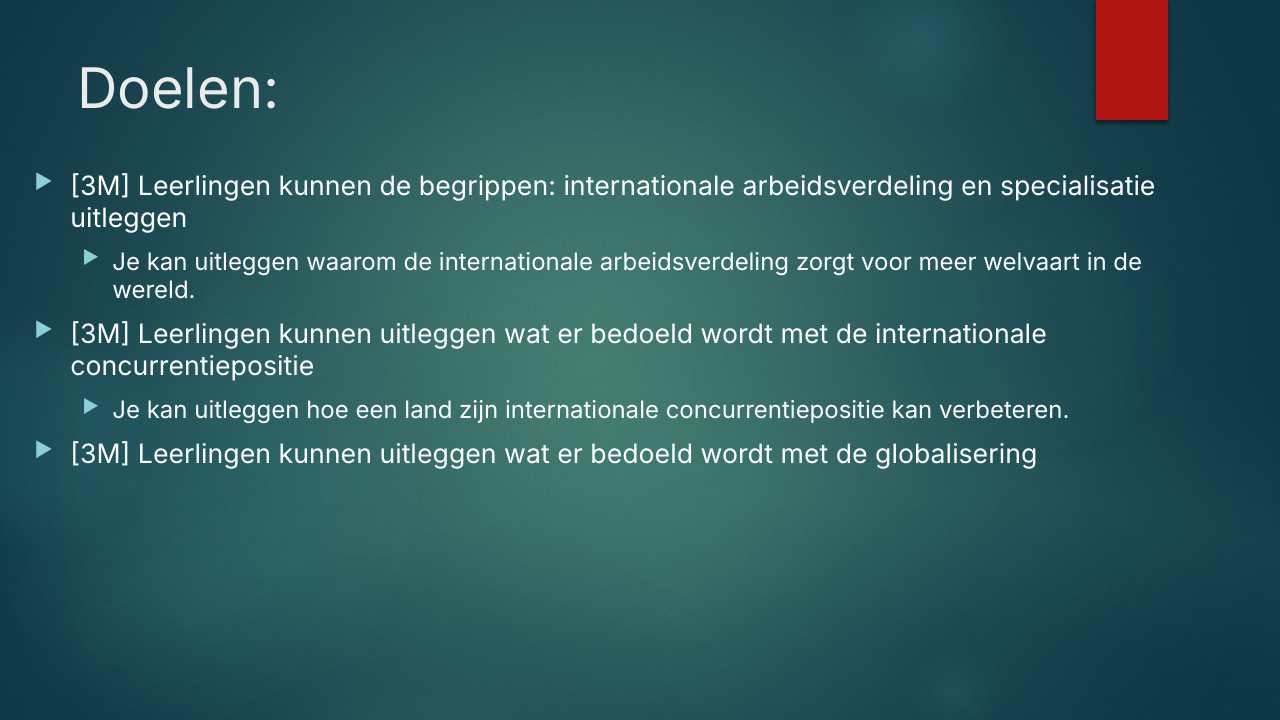 Doelen:
[3M] Leerlingen kunnen de begrippen: internationale arbeidsverdeling en specialisatie
uitleggen
Je kan uitleggen waarom de internationale arbeidsverdeling zorgt voor meer welvaart in de
wereld.
[3M] Leerlingen kunnen uitleggen wat er bedoeld wordt met de internationale
concurrentiepositie
Je kan uitleggen hoe een land zijn internationale concurrentiepositie kan verbeteren.
[3M] Leerlingen kunnen uitleggen wat er bedoeld wordt met de globalisering